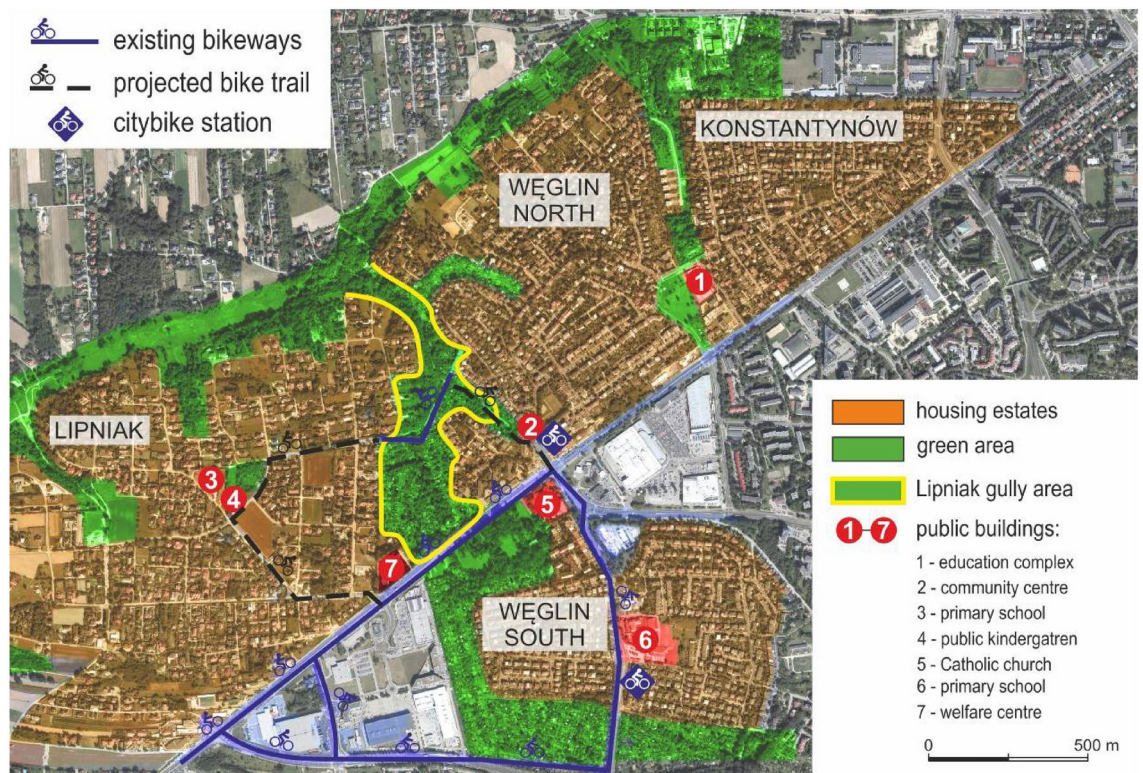 existing bikeways
projected bike trail
citybike station
KONSTANTYNÓW
WĘGLIN
NORTH
1
LIPNIAK
2
3
4
5
7
WĘGLIN
SOUTH
6
housing estates
green area
Lipniak gully area
1-7 public buildings:
1 - education complex
2 - community centre
3 - primary school
4 - public kindergatren
5 - Catholic church
6 - primary school
7 - welfare centre
0 500 m